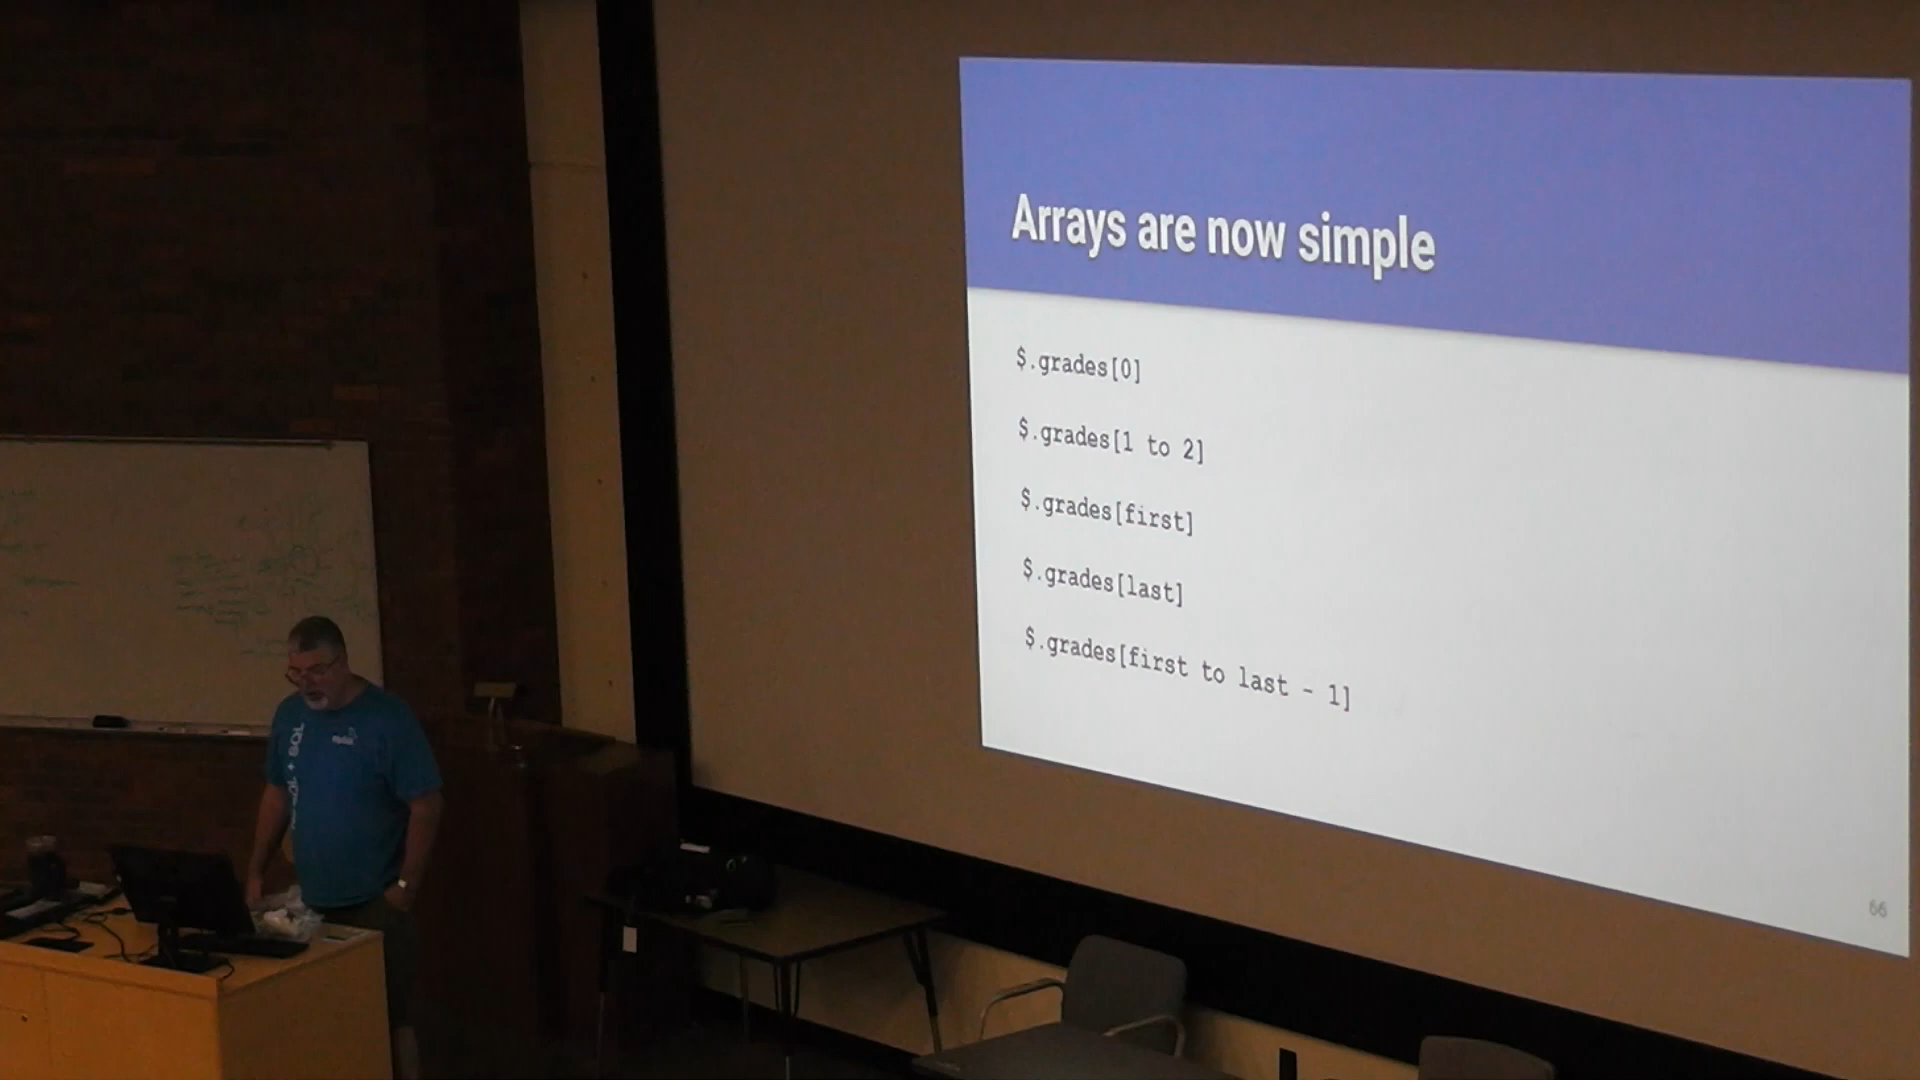 Arrays are now simple
$.grades[0]
$.grades[1 to 2]
$.grades[first]
$.grades[last]
$.grades[first to last - 1]
66
+ SQL